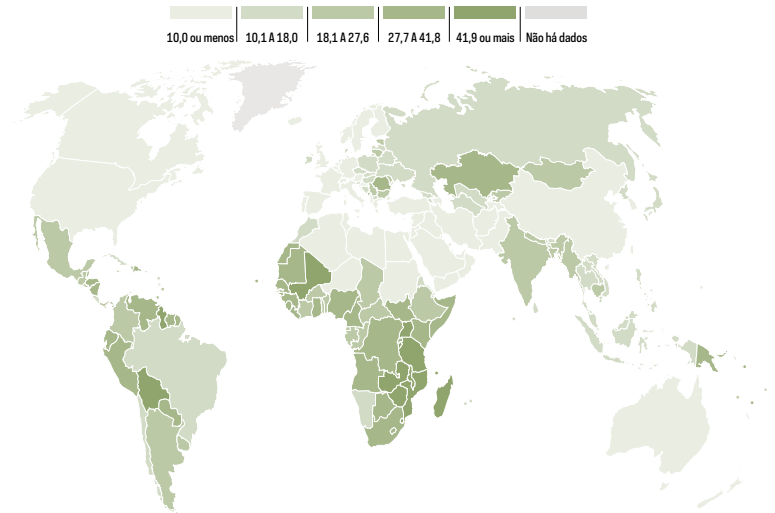 10,0 ou menos
10,1 A 18,0
18,1 A 27,6
27,7 A 41,8
41,9 ou mais
Não há dados